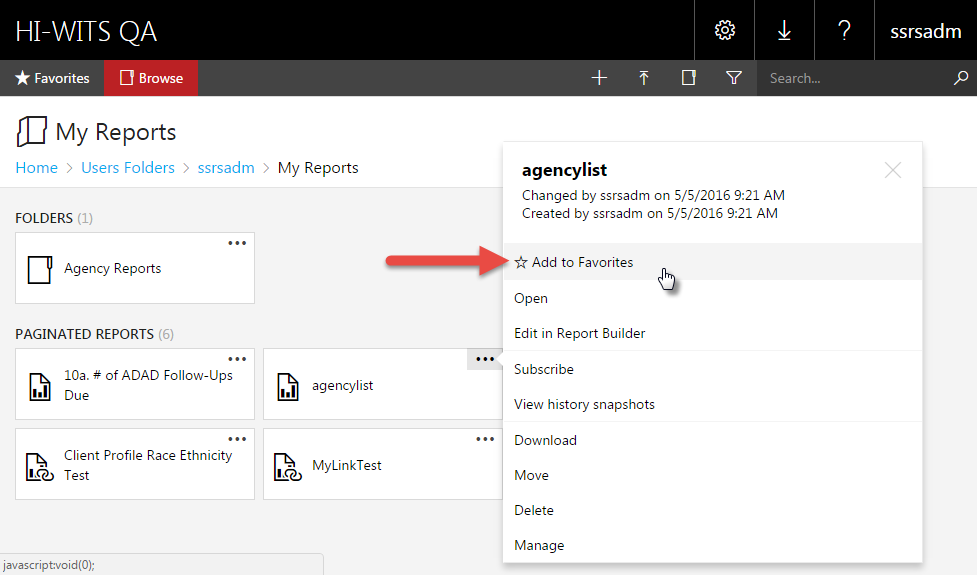 HI-WITS QA
?
ssrsadm
Favorites
Browse
Search...
My Reports
Home > Users Folders > ssrsadm > My Reports
FOLDERS (1)
Agency Reports
PAGINATED REPORTS (6)
10a. # of ADAD Follow-Ups
Due
agencylist
Client Profile Race Ethnicity
Test
MyLinkTest
agencylist
Changed by ssrsadm on 5/5/2016 9:21 AM
Created by ssrsadm on 5/5/2016 9:21 AM
Add to Favorites
Open
Edit in Report Builder
Subscribe
View history snapshots
Download
Move
Delete
Manage
javascript:void(0);